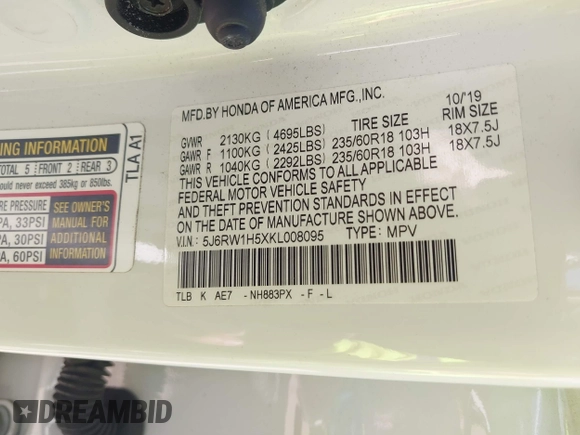 MFD.BY HONDA OF AMERICA MFG.,INC. 10/'19
GVWR 2130KG (4695LBS) TIRE SIZE RIM SIZE
GAWR F 1100KG (2425LBS) 235/60R18 103H 18X7.5J
GAWR R 1040KG (2292LBS) 235/60R18 103H 18X7.5J
THIS VEHICLE CONFORMS TO ALL APPLICABLE
FEDERAL MOTOR VEHICLE SAFETY
AND THEFT PREVENTION STANDARDS IN EFFECT
ON THE DATE OF MANUFACTURE SHOWN ABOVE.
V.I.N.: 5J6RW1H5XKL008095 TYPE: MPV
TLB K AE7 -NH883PX -F -L
ING INFORMATION
TOTAL 5 FRONT 2 REAR 3
ould never exceed 385kg or 850lbs.
RE PRESSURE
PA, 33PSI
PA, 30PSI
PA, 60PSI
SEE OWNER'S
MANUAL FOR
ADDITIONAL
INFORMATION
TLA A1
DREAMBID